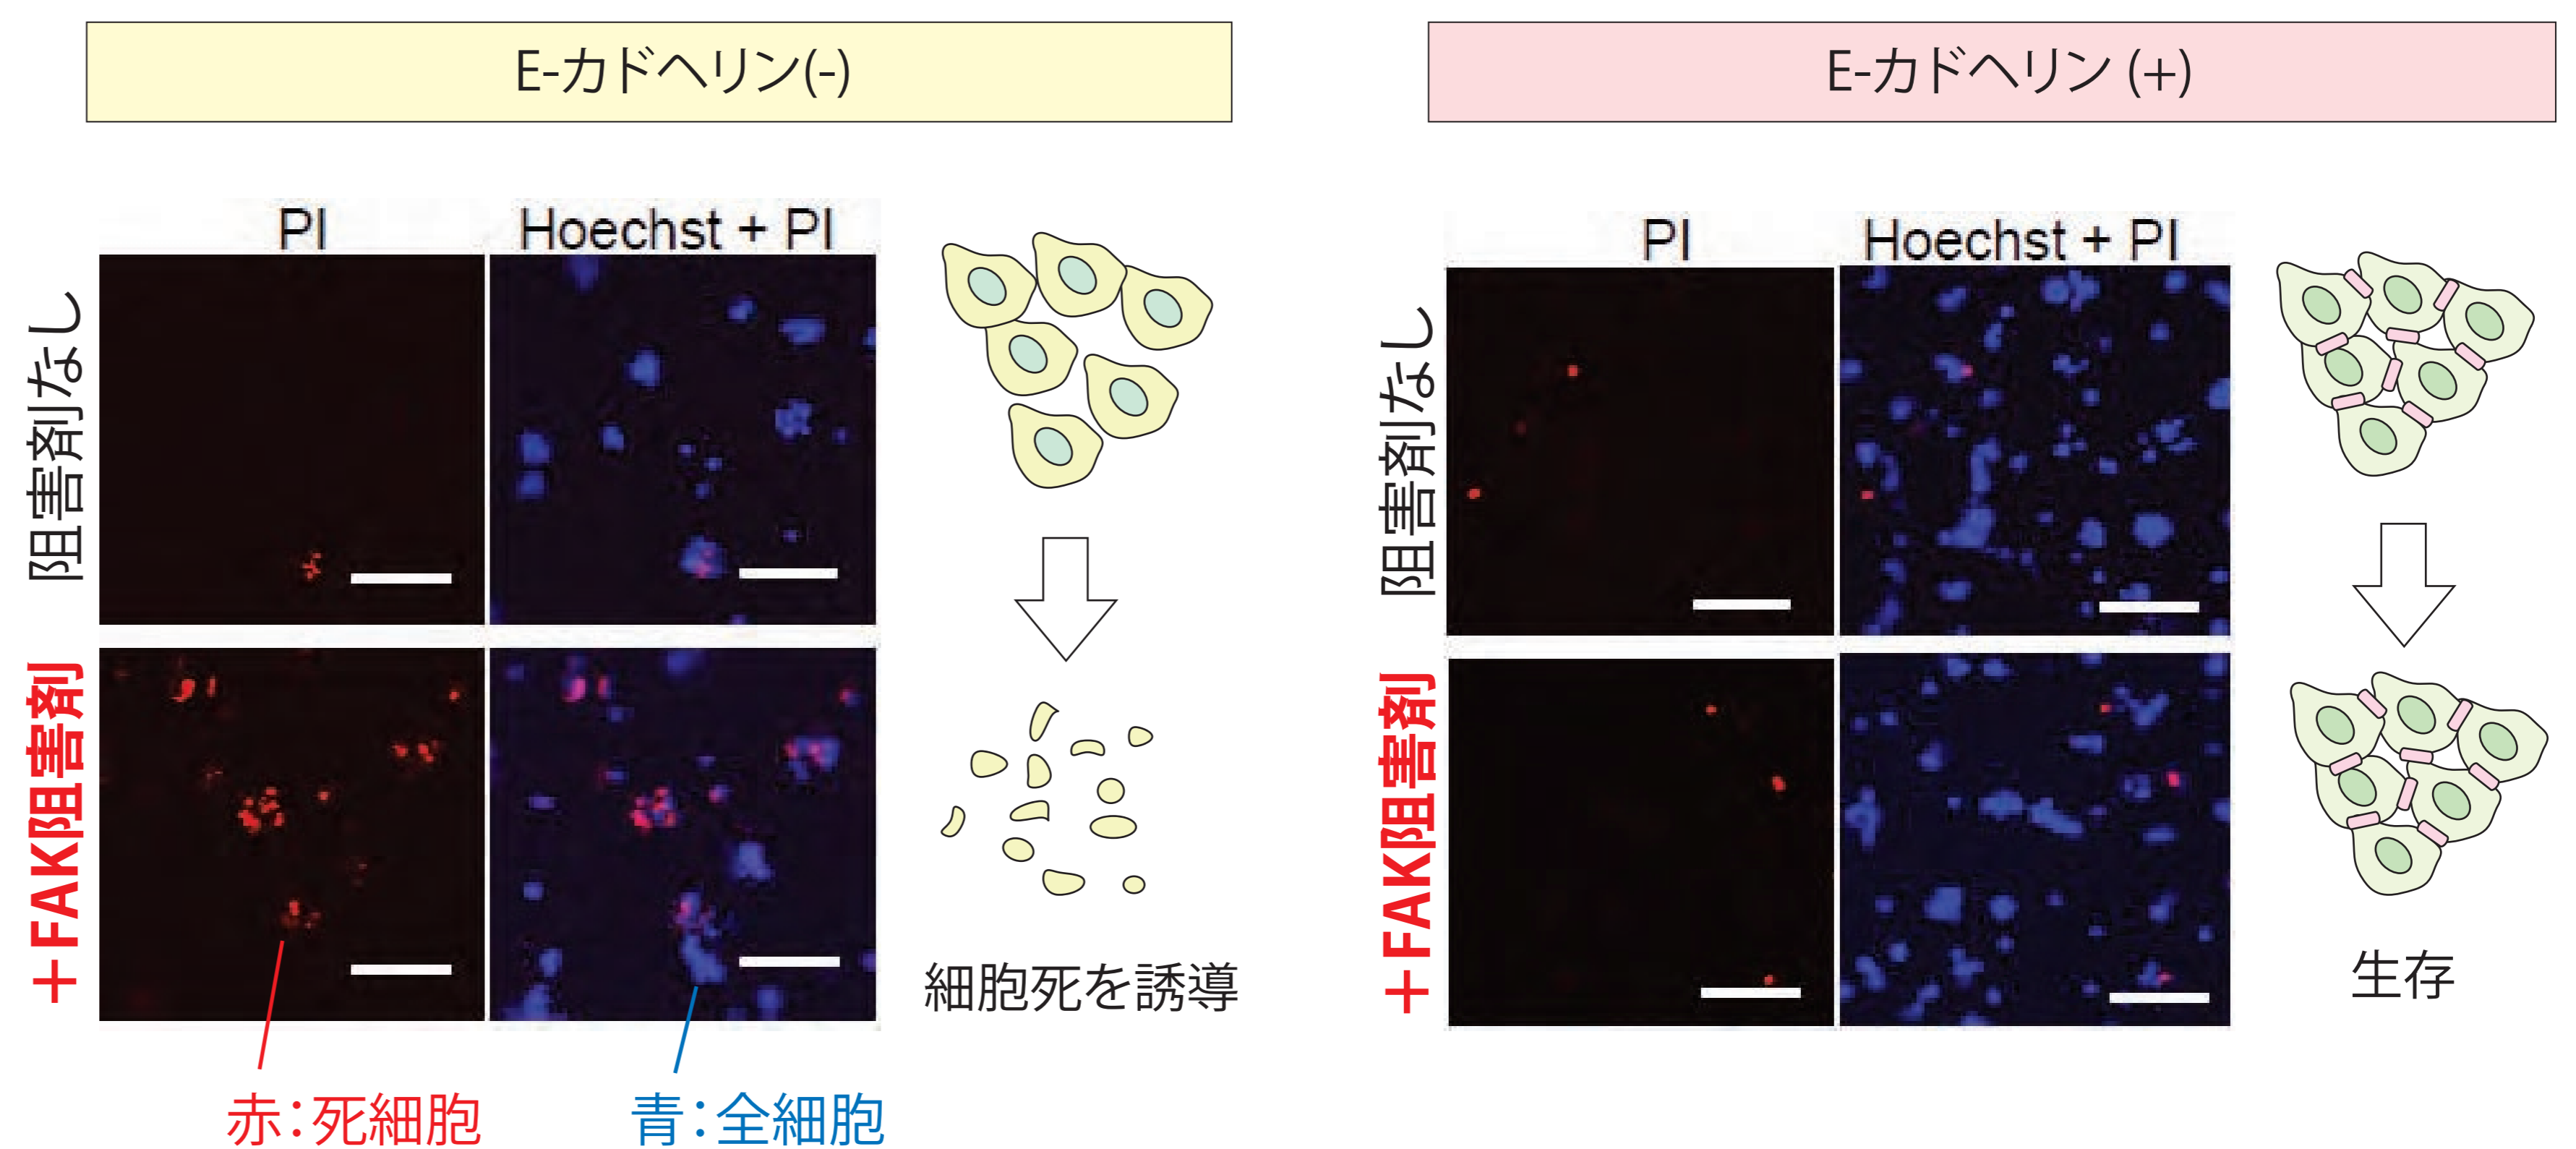 E-カドヘリン(-)
E-カドヘリン (+)
PI
Hoechst + PI
阻害剤なし
+FAK阻害剤
細胞死を誘導
赤：死細胞
青：全細胞
PI
Hoechst + PI
阻害剤なし
+FAK阻害剤
生存